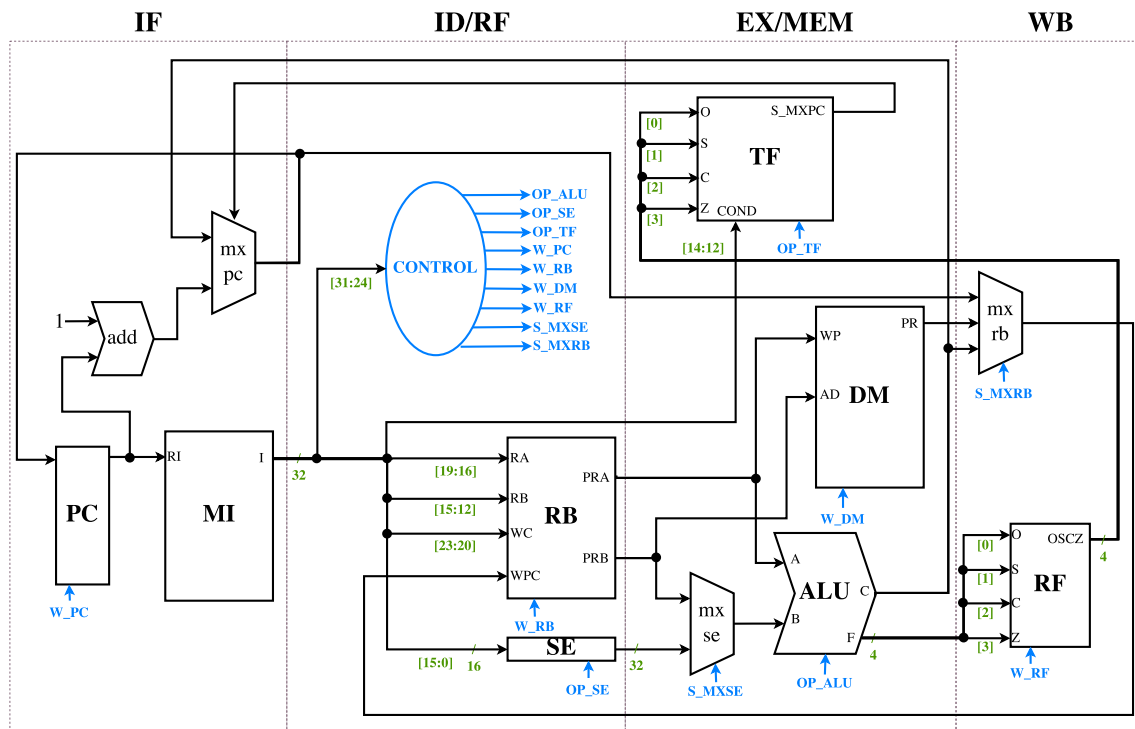 IF
ID/RF
EX/MEM
WB
O
S_MXPC
[0]
S
[1]
TF
C
[2]
Z
[3]
COND
[14:12]
OP_TF
OP_ALU
OP_SE
OP_TF
W_PC
W_RB
W_DM
W_RF
S_MXSE
S_MXRB
CONTROL
[31:24]
mx
pc
1
add
mx
rb
S_MXRB
WP
PR
AD
DM
W_DM
RI
I
32
PC
MI
W_PC
[19:16]
RA
[15:12]
RB
[23:20]
WC
WPC
RB
PRA
PRB
W_RB
[15:0]
16
SE
32
OP_SE
mx
se
S_MXSE
A
B
ALU
C
F
4
OP_ALU
[0]
O
[1]
S
[2]
C
[3]
Z
OSCZ
4
RF
W_RF